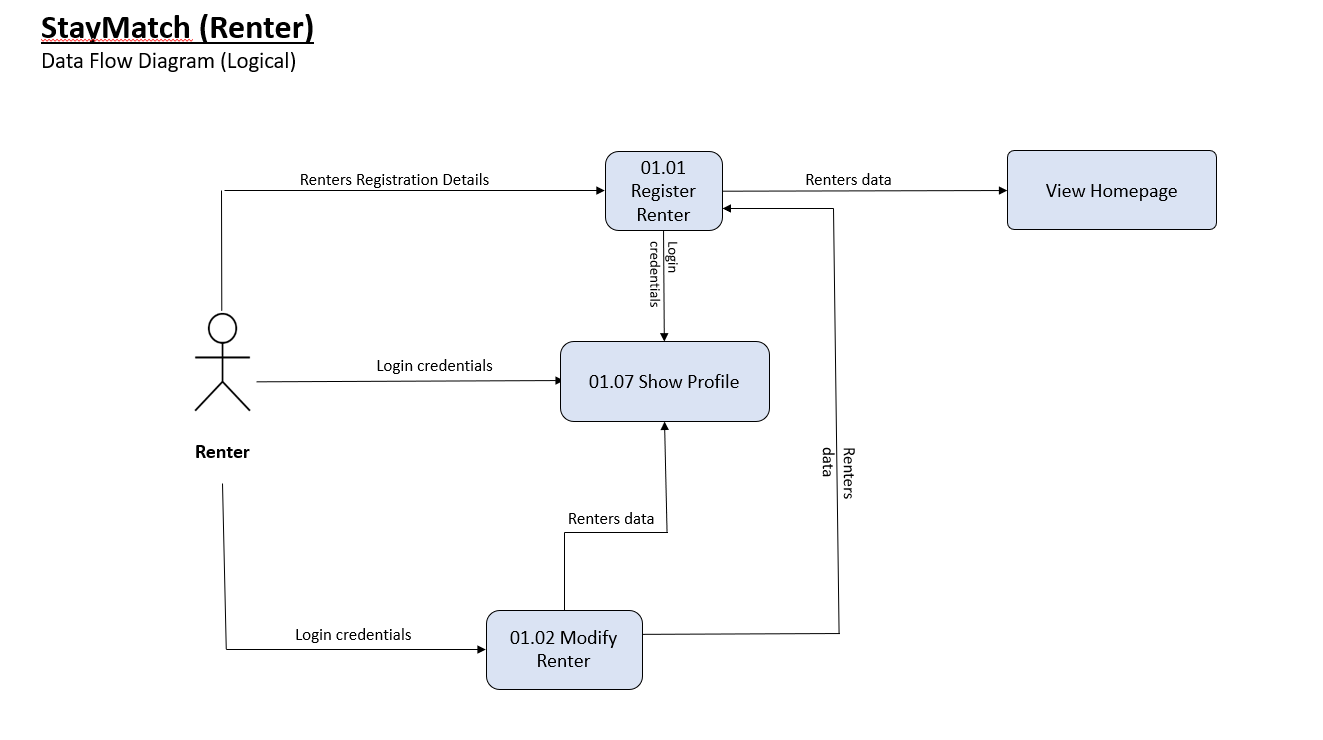 StayMatch (Renter)
Data Flow Diagram (Logical)
Renters Registration Details
01.01
Register
Renter
Renters data
View Homepage
Login
credentials
Login credentials
01.07 Show Profile
Renter
Renters
data
Renters data
Login credentials
01.02 Modify
Renter